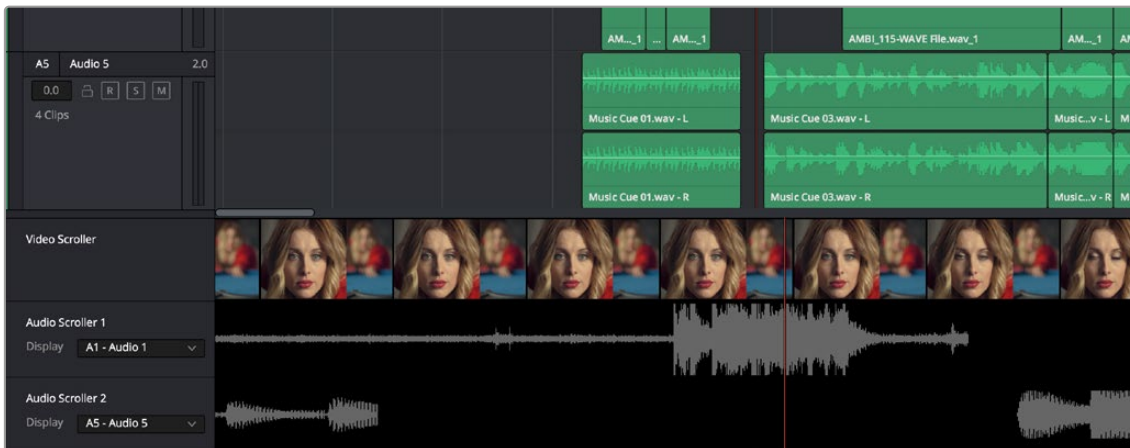 AM..._1 ... AM..._1 AMBI_115-WAVE File.wav_1 AM..._1 A
A5 Audio 5 2.0
0.0 R S M
4 Clips
Music Cue 01.wav - L Music Cue 03.wav - L Music...v - L M
Music Cue 01.wav - R Music Cue 03.wav - R Music...v - R M
Video Scroller
Audio Scroller 1
Display A1 - Audio 1
Audio Scroller 2
Display A5 - Audio 5